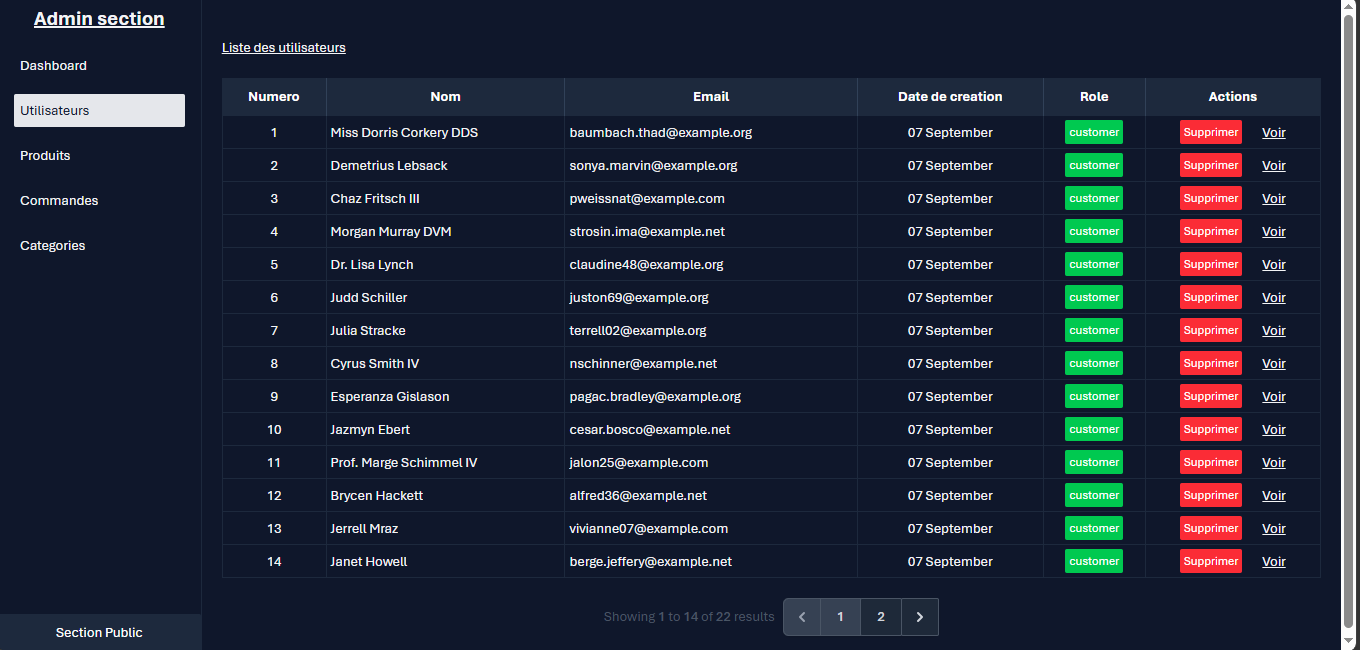 Admin section
Dashboard
Utilisateurs
Produits
Commandes
Categories
Section Public
Liste des utilisateurs
Numero Nom Email Date de creation Role Actions
1 Miss Dorris Corkery DDS baumbach.thad@example.org 07 September customer Supprimer Voir
2 Demetrius Lebsack sonya.marvin@example.org 07 September customer Supprimer Voir
3 Chaz Fritsch III pweissnat@example.com 07 September customer Supprimer Voir
4 Morgan Murray DVM strosin.ima@example.net 07 September customer Supprimer Voir
5 Dr. Lisa Lynch claudine48@example.org 07 September customer Supprimer Voir
6 Judd Schiller juston69@example.org 07 September customer Supprimer Voir
7 Julia Stracke terrell02@example.org 07 September customer Supprimer Voir
8 Cyrus Smith IV nschinner@example.net 07 September customer Supprimer Voir
9 Esperanza Gislason pagac.bradley@example.org 07 September customer Supprimer Voir
10 Jazmyn Ebert cesar.bosco@example.net 07 September customer Supprimer Voir
11 Prof. Marge Schimmel IV jalon25@example.com 07 September customer Supprimer Voir
12 Brycen Hackett alfred36@example.net 07 September customer Supprimer Voir
13 Jerrell Mraz vivianne07@example.com 07 September customer Supprimer Voir
14 Janet Howell berge.jeffery@example.net 07 September customer Supprimer Voir
Showing 1 to 14 of 22 results 1 2